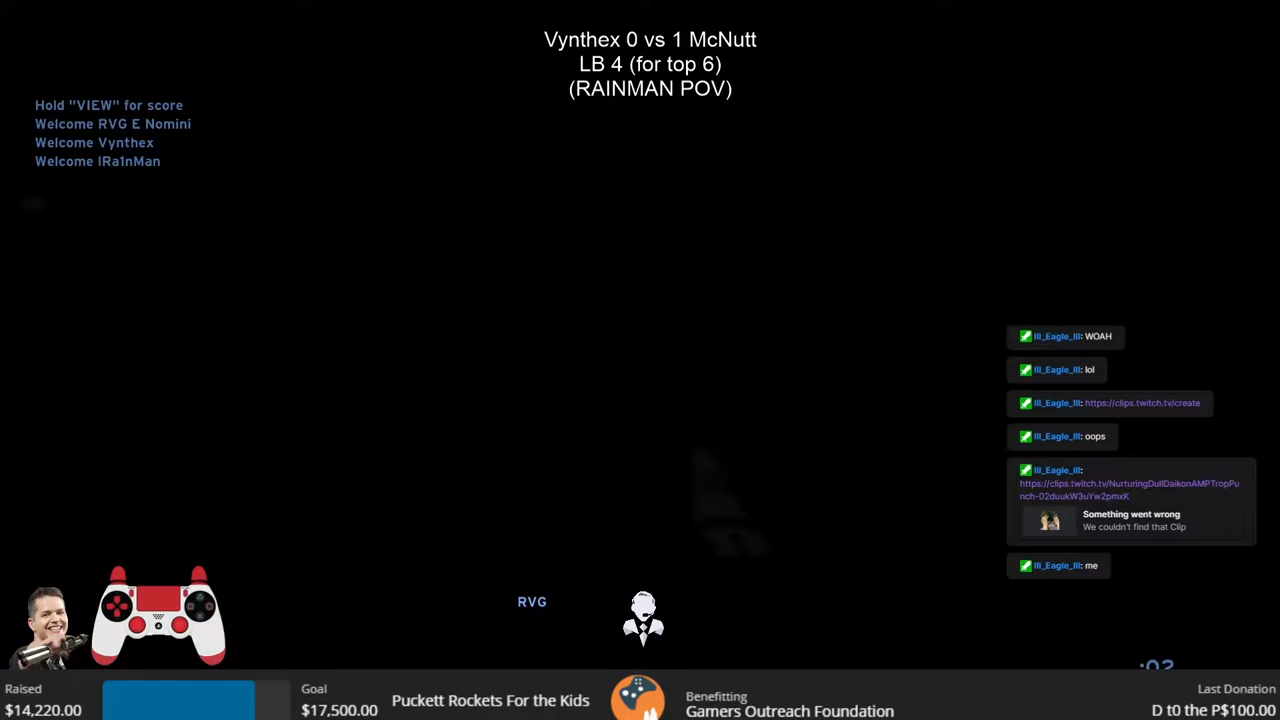 Vynthex 0 vs 1 McNutt
LB 4 (for top 6)
(RAINMAN POV)
Hold "VIEW" for score
Welcome RVG E Nomini
Welcome Vynthex
Welcome lRa1nMan
lll_Eagle_lll: WOAH
lll_Eagle_lll: lol
lll_Eagle_lll: https://clips.twitch.tv/create
lll_Eagle_lll: oops
lll_Eagle_lll:
https://clips.twitch.tv/NurturingDullDaikonAMPTropPu
nch-02duukW3uYw2pmxK
Something went wrong
We couldn't find that Clip
lll_Eagle_lll: me
RVG
:02
Raised
$14,220.00
Goal
$17,500.00
Puckett Rockets For the Kids
Benefitting
Gamers Outreach Foundation
Last Donation
D t0 the P$100.00